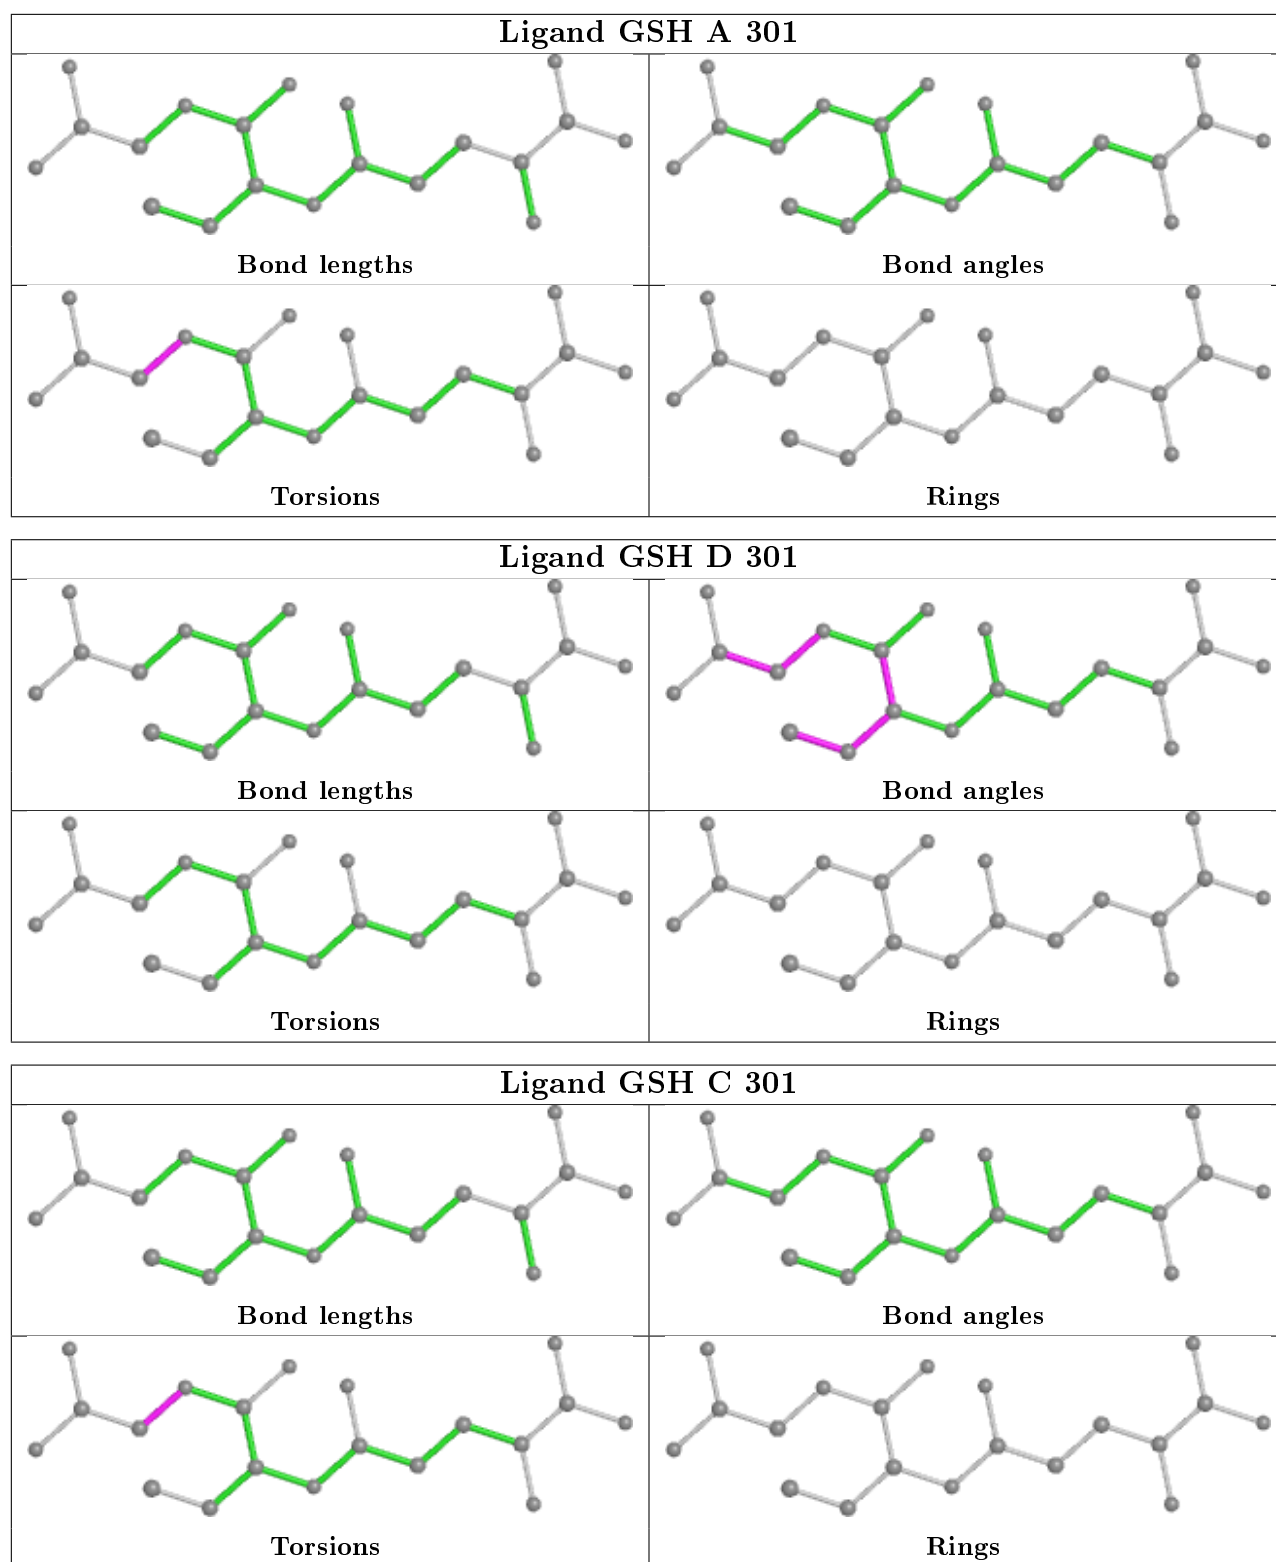 Ligand GSH A 301
Bond lengths
Bond angles
Torsions
Rings
Ligand GSH D 301
Bond lengths
Bond angles
Torsions
Rings
Ligand GSH C 301
Bond lengths
Bond angles
Torsions
Rings